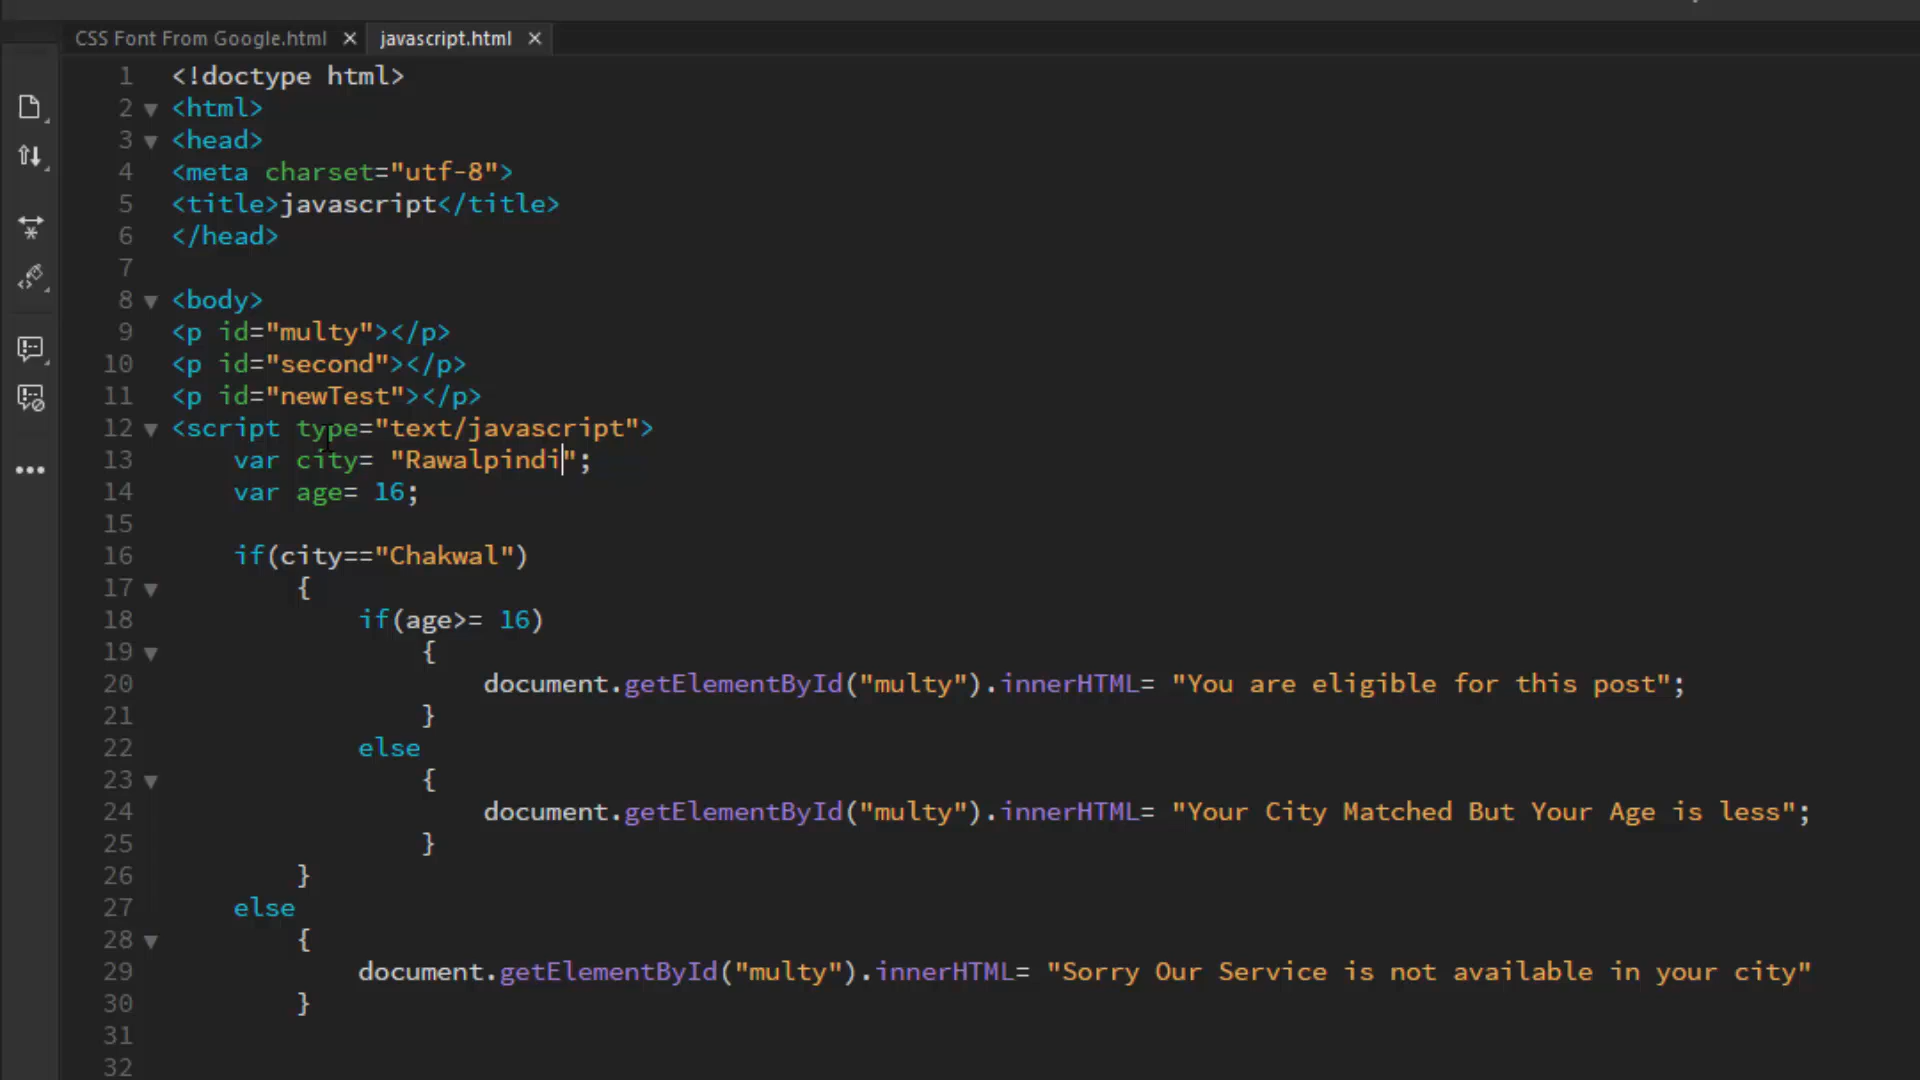 CSS Font From Google.html × javascript.html ×
1 <!doctype html>
2 ▼ <html>
3 ▼ <head>
4 <meta charset="utf-8">
5 <title>javascript</title>
6 </head>
7
8 ▼ <body>
9 <p id="multy"></p>
10 <p id="second"></p>
11 <p id="newTest"></p>
12 ▼ <script type="text/javascript">
13 var city= "Rawalpindi";
14 var age= 16;
15
16 if(city=="Chakwal")
17 ▼ {
18 if(age>= 16)
19 ▼ {
20 document.getElementById("multy").innerHTML= "You are eligible for this post";
21 }
22 else
23 ▼ {
24 document.getElementById("multy").innerHTML= "Your City Matched But Your Age is less";
25 }
26 }
27 else
28 ▼ {
29 document.getElementById("multy").innerHTML= "Sorry Our Service is not available in your city"
30 }
31
32